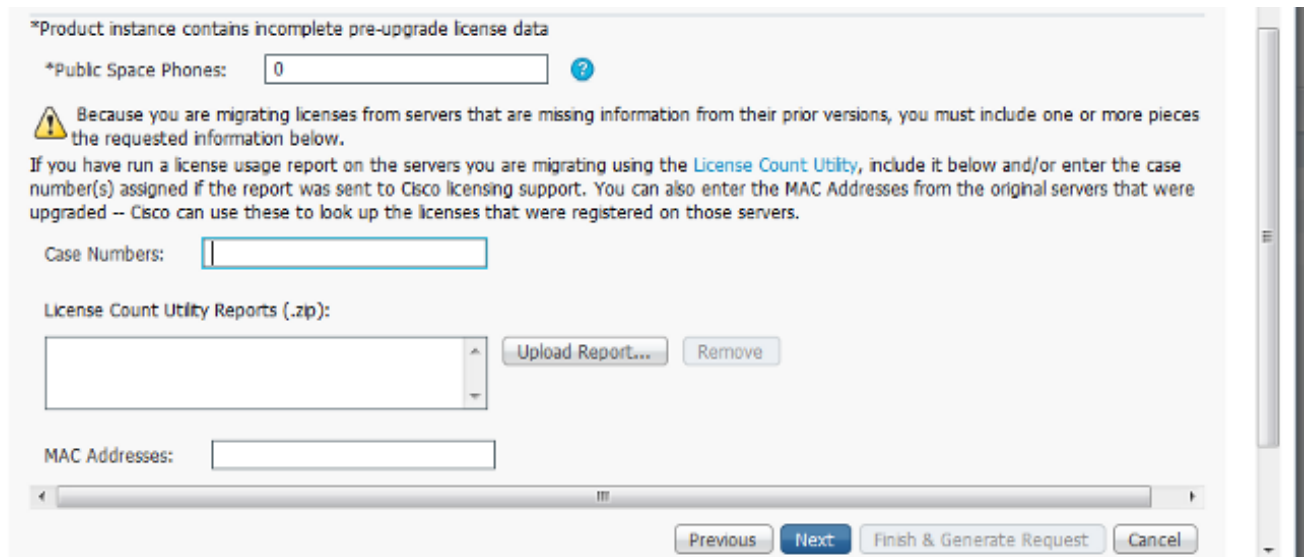 *Product instance contains incomplete pre-upgrade license data
*Public Space Phones: 0 ?
Because you are migrating licenses from servers that are missing information from their prior versions, you must include one or more pieces
the requested information below.
If you have run a license usage report on the servers you are migrating using the License Count Utility, include it below and/or enter the case
number(s) assigned if the report was sent to Cisco licensing support. You can also enter the MAC Addresses from the original servers that were
upgraded -- Cisco can use these to look up the licenses that were registered on those servers.
Case Numbers:
License Count Utility Reports (.zip):
Upload Report... Remove
MAC Addresses:
Previous Next Finish & Generate Request Cancel